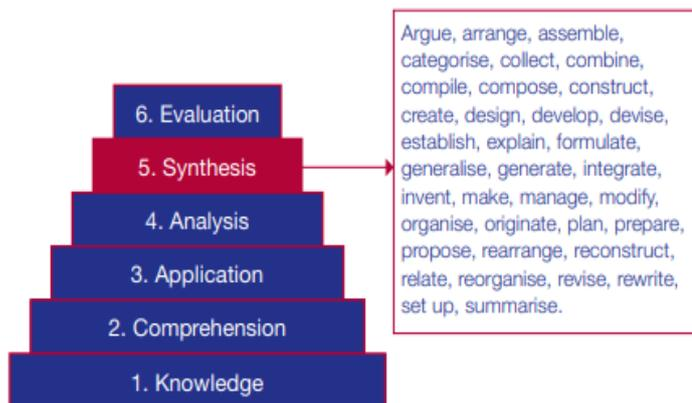 6. Evaluation
5. Synthesis
4. Analysis
3. Application
2. Comprehension
1. Knowledge
Argue, arrange, assemble,
categorise, collect, combine,
compile, compose, construct,
create, design, develop, devise,
establish, explain, formulate,
generalise, generate, integrate,
invent, make, manage, modify,
organise, originate, plan, prepare,
propose, rearrange, reconstruct,
relate, reorganise, revise, rewrite,
set up, summarise.